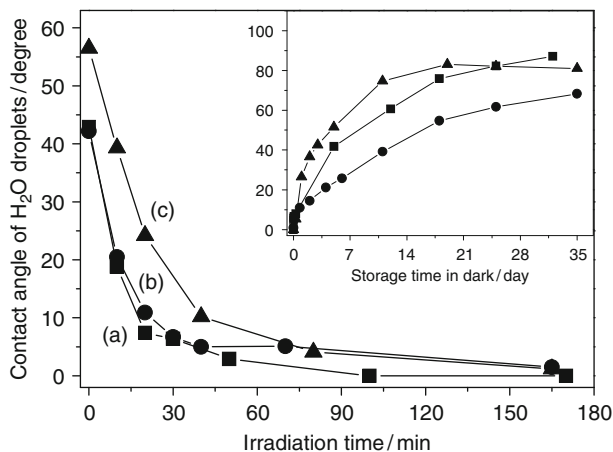 Contact angle of H₂O droplets / degree
60
50
40
30
20
10
0
(c)
(b)
(a)
0 30 60 90 120 150 180
Irradiation time / min
100
80
60
40
20
0
0 7 14 21 28 35
Storage time in dark / day